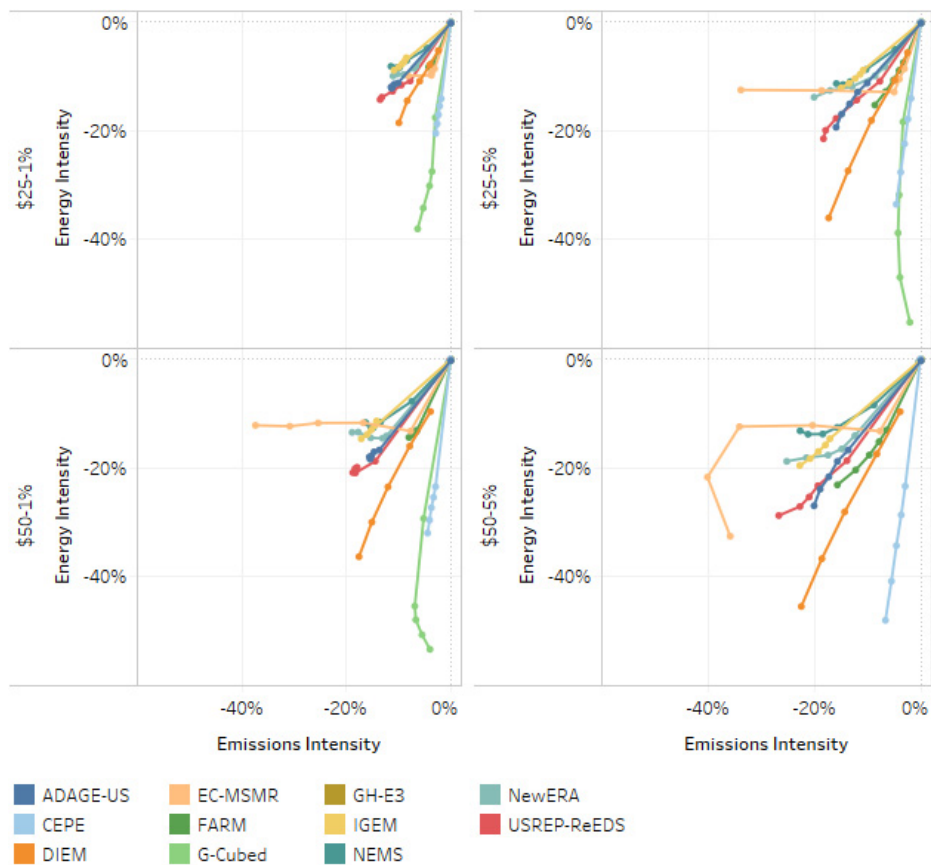 0%
-20%
-40%
$25-1%
Energy Intensity
0%
-20%
-40%
$25-5%
Energy Intensity
0%
-20%
-40%
$50-1%
Energy Intensity
0%
-20%
-40%
$50-5%
Energy Intensity
-40% -20% 0%
Emissions Intensity
-40% -20% 0%
Emissions Intensity
ADAGE-US EC-MSMR GH-E3 NewERA
CEPE FARM IGEM USREP-ReEDS
DIEM G-Cubed NEMS